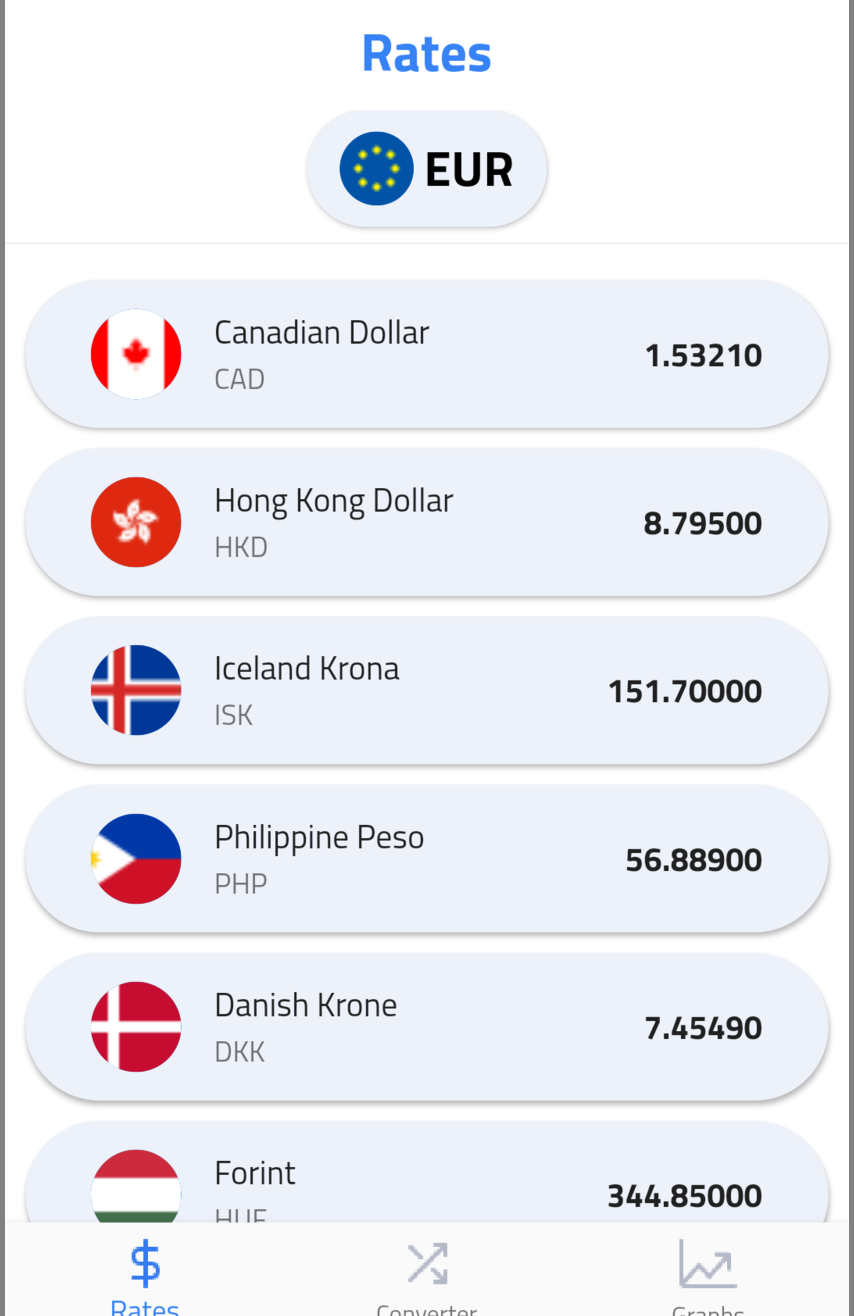 Rates
EUR
Canadian Dollar
CAD
1.53210
Hong Kong Dollar
HKD
8.79500
Iceland Krona
ISK
151.70000
Philippine Peso
PHP
56.88900
Danish Krone
DKK
7.45490
Forint
HUF
344.85000
Rates
Converter
Graphs